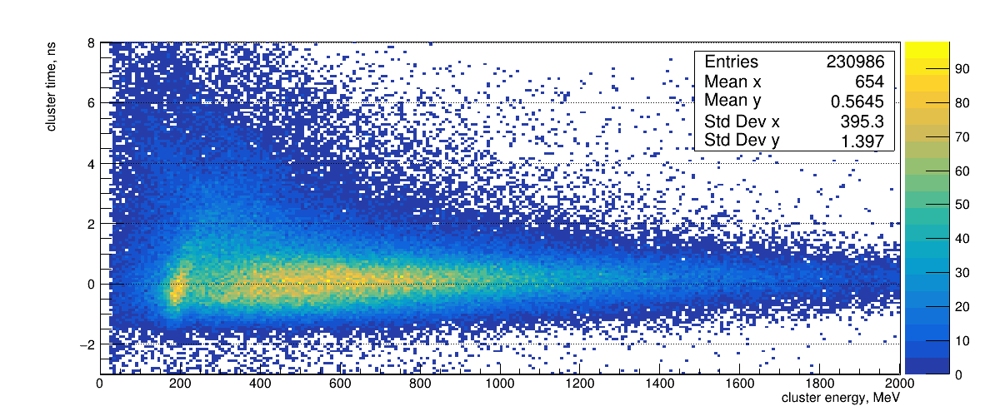 cluster time, ns
8
6
4
2
0
−2
Entries 230986
Mean x 654
Mean y 0.5645
Std Dev x 395.3
Std Dev y 1.397
90
80
70
60
50
40
30
20
10
0
0 200 400 600 800 1000 1200 1400 1600 1800 2000
cluster energy, MeV